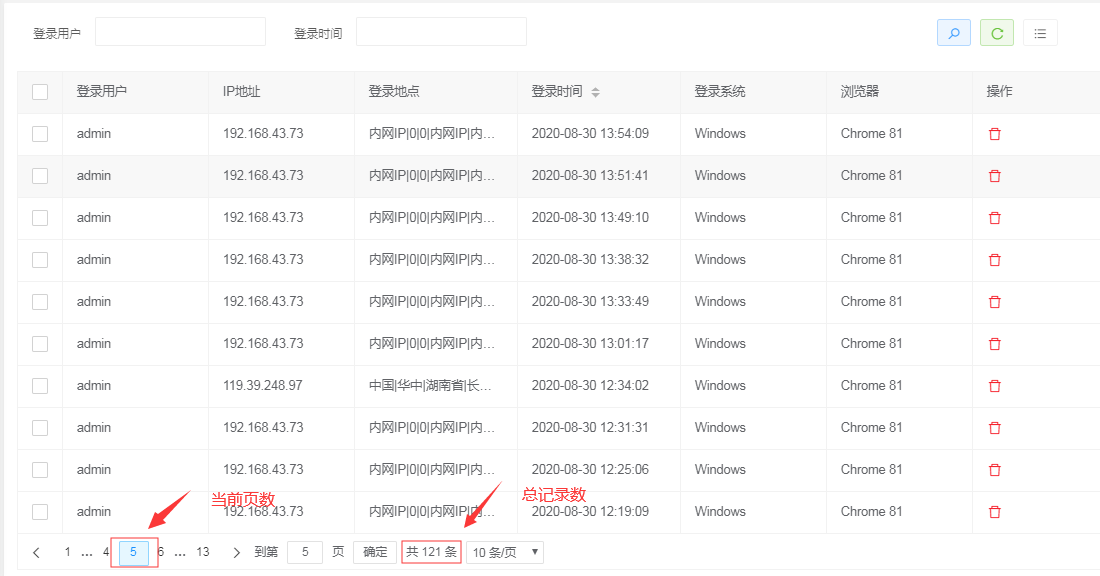 登录用户 登录时间
登录用户 IP地址 登录地点 登录时间 登录系统 浏览器 操作
admin 192.168.43.73 内网IP|0|0|内网IP|内... 2020-08-30 13:54:09 Windows Chrome 81
admin 192.168.43.73 内网IP|0|0|内网IP|内... 2020-08-30 13:51:41 Windows Chrome 81
admin 192.168.43.73 内网IP|0|0|内网IP|内... 2020-08-30 13:49:10 Windows Chrome 81
admin 192.168.43.73 内网IP|0|0|内网IP|内... 2020-08-30 13:38:32 Windows Chrome 81
admin 192.168.43.73 内网IP|0|0|内网IP|内... 2020-08-30 13:33:49 Windows Chrome 81
admin 192.168.43.73 内网IP|0|0|内网IP|内... 2020-08-30 13:01:17 Windows Chrome 81
admin 119.39.248.97 中国|华中|湖南省|长... 2020-08-30 12:34:02 Windows Chrome 81
admin 192.168.43.73 内网IP|0|0|内网IP|内... 2020-08-30 12:31:31 Windows Chrome 81
admin 192.168.43.73 内网IP|0|0|内网IP|内... 2020-08-30 12:25:06 Windows Chrome 81
当前页数 总记录数
admin 192.168.43.73 内网IP|0|0|内网IP|内... 2020-08-30 12:19:09 Windows Chrome 81
1 ... 4 5 6 ... 13 到第 5 页 确定 共 121 条 10 条/页